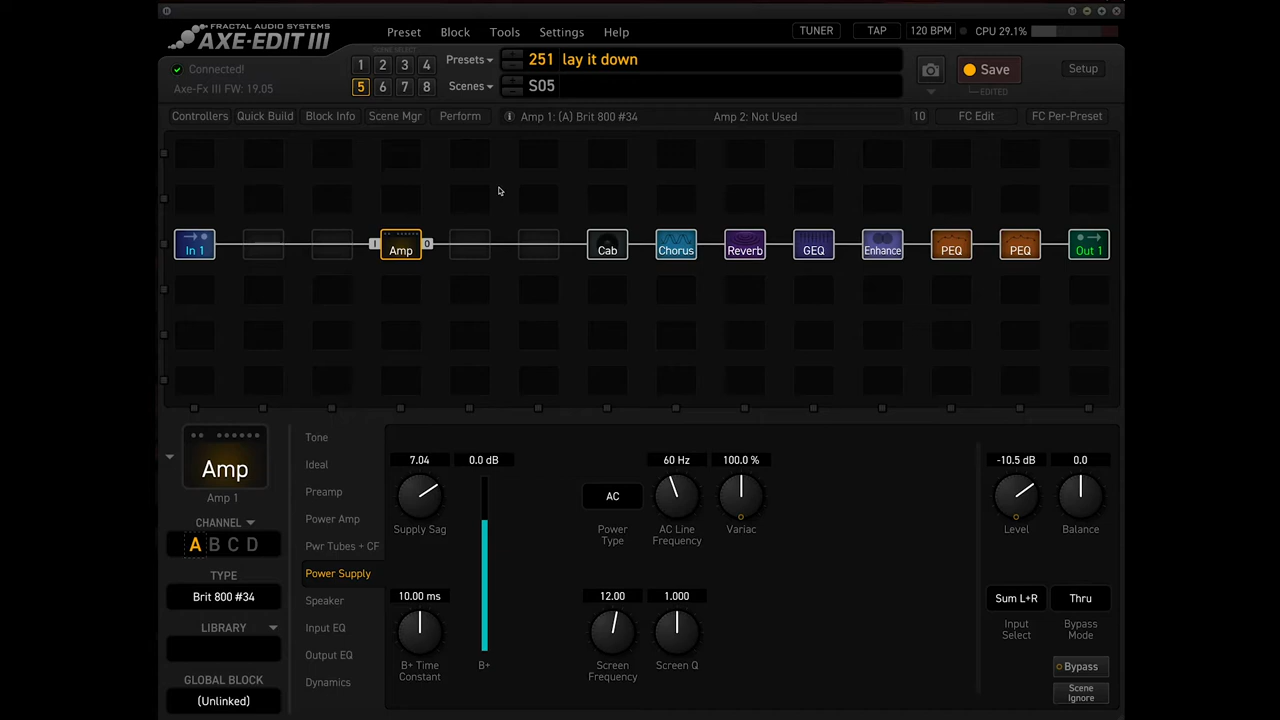 FRACTAL AUDIO SYSTEMS
AXE-EDIT III
Preset Block Tools Settings Help
TUNER TAP 120 BPM CPU 29.1%
SCENE SELECT
Connected!
Axe-Fx III FW: 19.05
1 2 3 4
5 6 7 8
Presets 251 lay it down
Scenes S05
Save
EDITED
Setup
Controllers Quick Build Block Info Scene Mgr Perform Amp 1: (A) Brit 800 #34 Amp 2: Not Used 10 FC Edit FC Per-Preset
In 1 I Amp O Cab Chorus Reverb GEQ Enhance PEQ PEQ Out 1
Amp
Amp 1
CHANNEL
A B C D
TYPE
Brit 800 #34
LIBRARY
GLOBAL BLOCK
(Unlinked)
Tone
Ideal
Preamp
Power Amp
Pwr Tubes + CF
Power Supply
Speaker
Input EQ
Output EQ
Dynamics
7.04 0.0 dB 60 Hz 100.0 %
AC
Supply Sag Power Type AC Line Frequency Variac
10.00 ms 12.00 1.000
B+ Time Constant B+ Screen Frequency Screen Q
-10.5 dB 0.0
Level Balance
Sum L+R Thru
Input Select Bypass Mode
Bypass
Scene Ignore